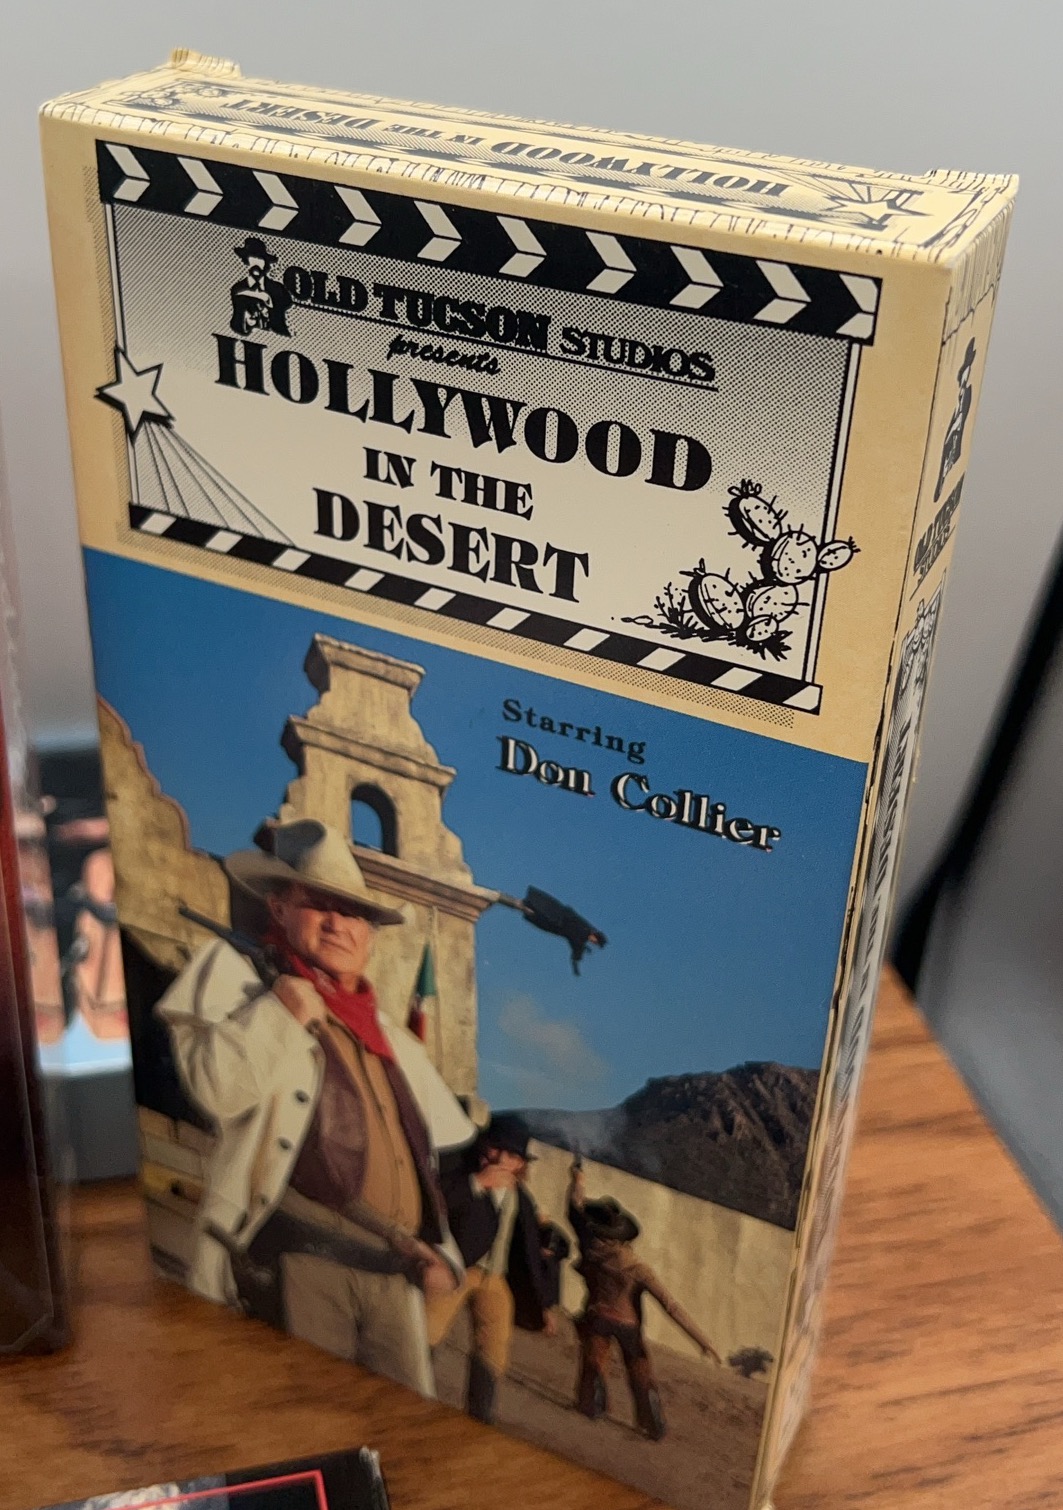 HOLLYWOOD IN THE DESERT
OLD TUCSON STUDIOS
presents
HOLLYWOOD
IN THE
DESERT
Starring
Don Collier